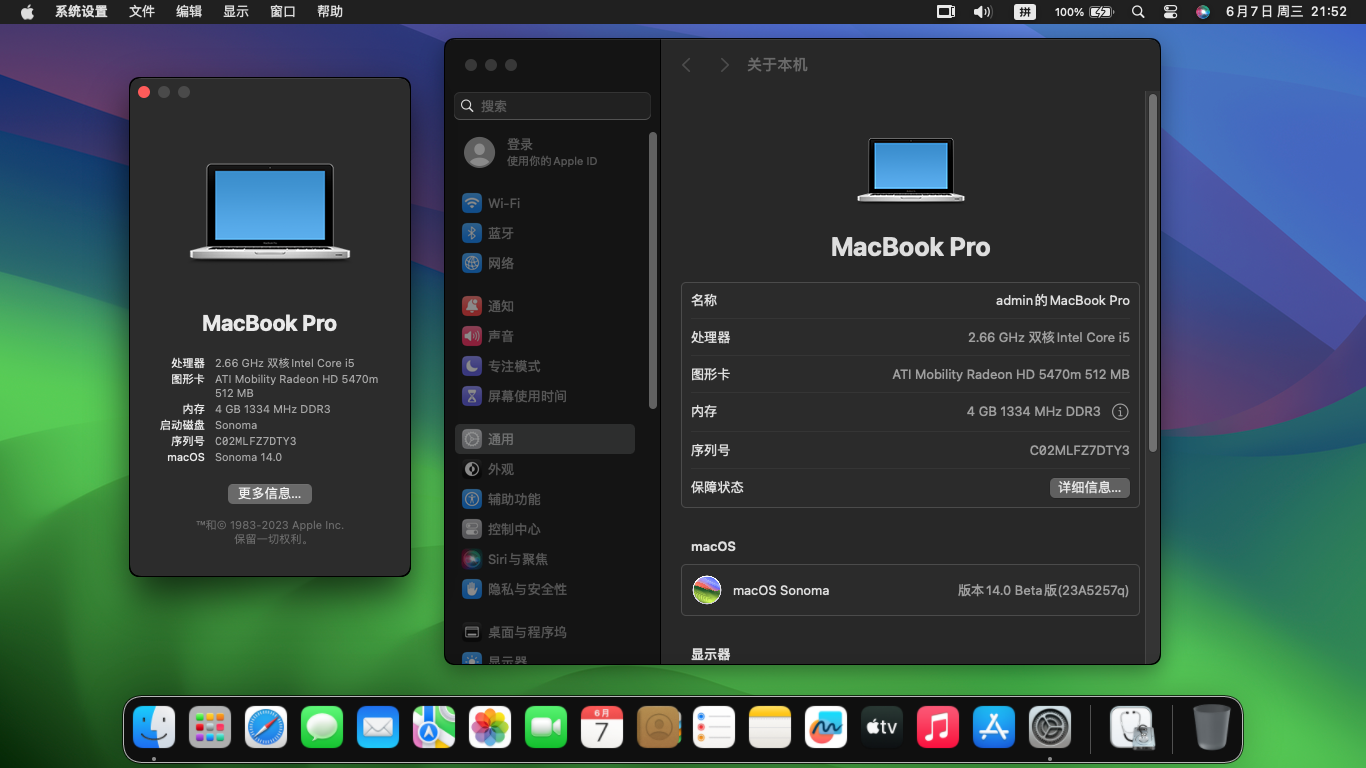 系统设置 文件 编辑 显示 窗口 帮助 拼 100% 6月7日 周三 21:52
MacBook Pro
处理器 2.66 GHz 双核Intel Core i5
图形卡 ATI Mobility Radeon HD 5470m
512 MB
内存 4 GB 1334 MHz DDR3
启动磁盘 Sonoma
序列号 C02MLFZ7DTY3
macOS Sonoma 14.0
更多信息...
™和© 1983-2023 Apple Inc.
保留一切权利。
搜索
登录
使用你的 Apple ID
Wi-Fi
蓝牙
网络
通知
声音
专注模式
屏幕使用时间
通用
外观
辅助功能
控制中心
Siri与聚焦
隐私与安全性
桌面与程序坞
显示器
关于本机
MacBook Pro
名称 admin的MacBook Pro
处理器 2.66 GHz 双核Intel Core i5
图形卡 ATI Mobility Radeon HD 5470m 512 MB
内存 4 GB 1334 MHz DDR3
序列号 C02MLFZ7DTY3
保障状态 详细信息...
macOS
macOS Sonoma 版本14.0 Beta版(23A5257q)
显示器
6月
7
tv